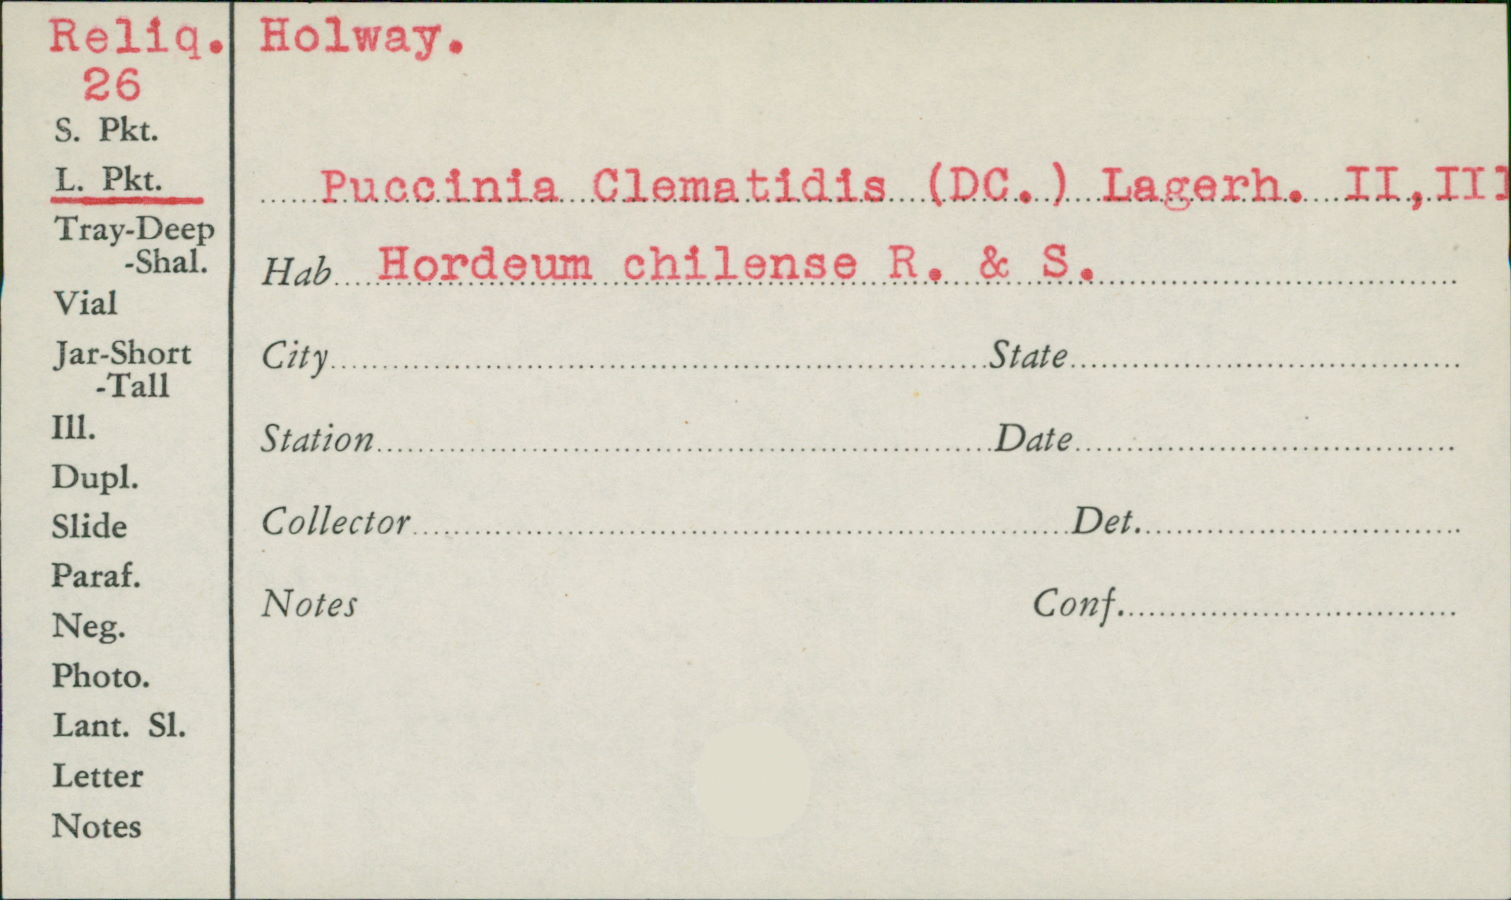 Reliq. Holway.
26
S. Pkt.
L. Pkt.
Puccinia Clematidis (DC.) Lagerh. II,III
Tray-Deep
-Shal.
Hab Hordeum chilense R. & S.
Vial
Jar-Short
-Tall
City State
Ill.
Station Date
Dupl.
Slide
Collector Det.
Paraf.
Notes Conf.
Neg.
Photo.
Lant. Sl.
Letter
Notes